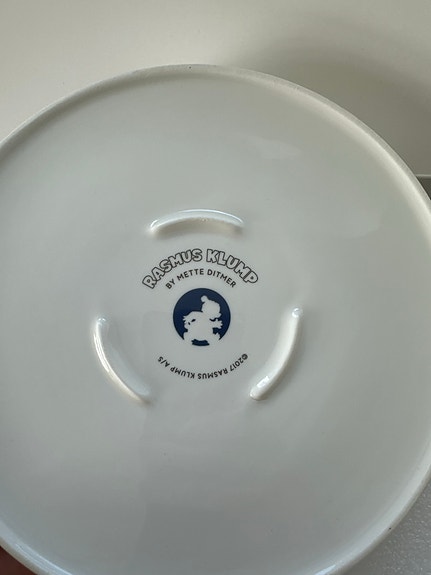 RASMUS KLUMP
BY METTE DITMER
©2017 RASMUS KLUMP A/S